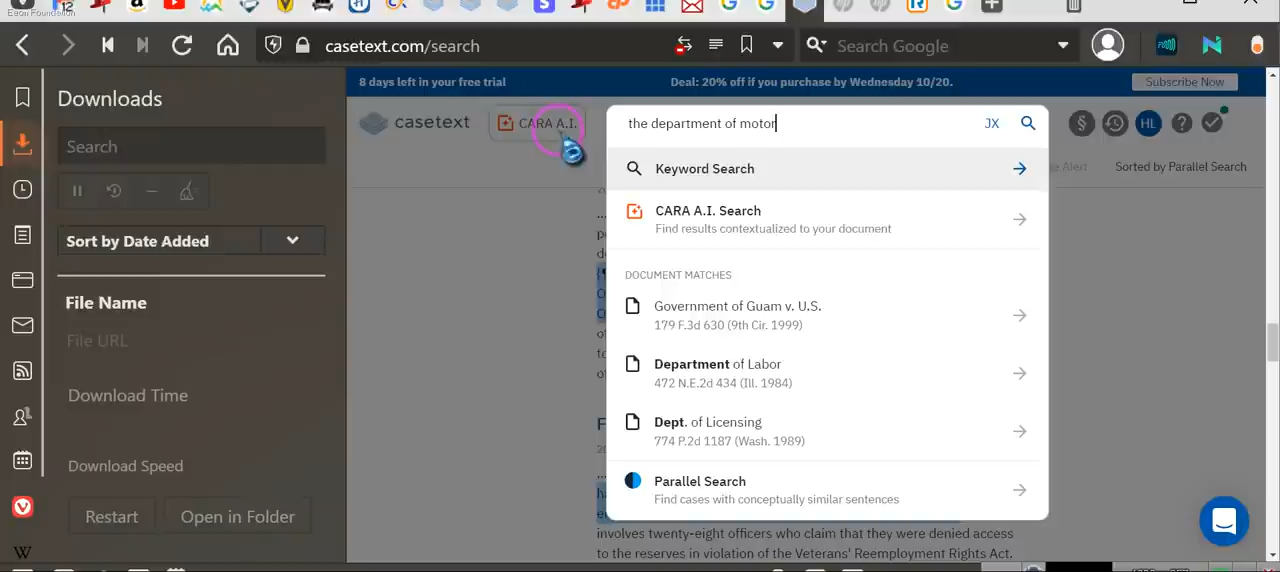 Eaon Foundation
casetext.com/search
Search Google
Downloads
Search
Sort by Date Added
File Name
File URL
Download Time
Download Speed
Restart
Open in Folder
8 days left in your free trial
Deal: 20% off if you purchase by Wednesday 10/20.
Subscribe Now
casetext
CARA A.I.
the department of motor
JX
HL
Keyword Search
Alert
Sorted by Parallel Search
CARA A.I. Search
Find results contextualized to your document
DOCUMENT MATCHES
Government of Guam v. U.S.
179 F.3d 630 (9th Cir. 1999)
Department of Labor
472 N.E.2d 434 (Ill. 1984)
Dept. of Licensing
774 P.2d 1187 (Wash. 1989)
Parallel Search
Find cases with conceptually similar sentences
involves twenty-eight officers who claim that they were denied access
to the reserves in violation of the Veterans' Reemployment Rights Act.